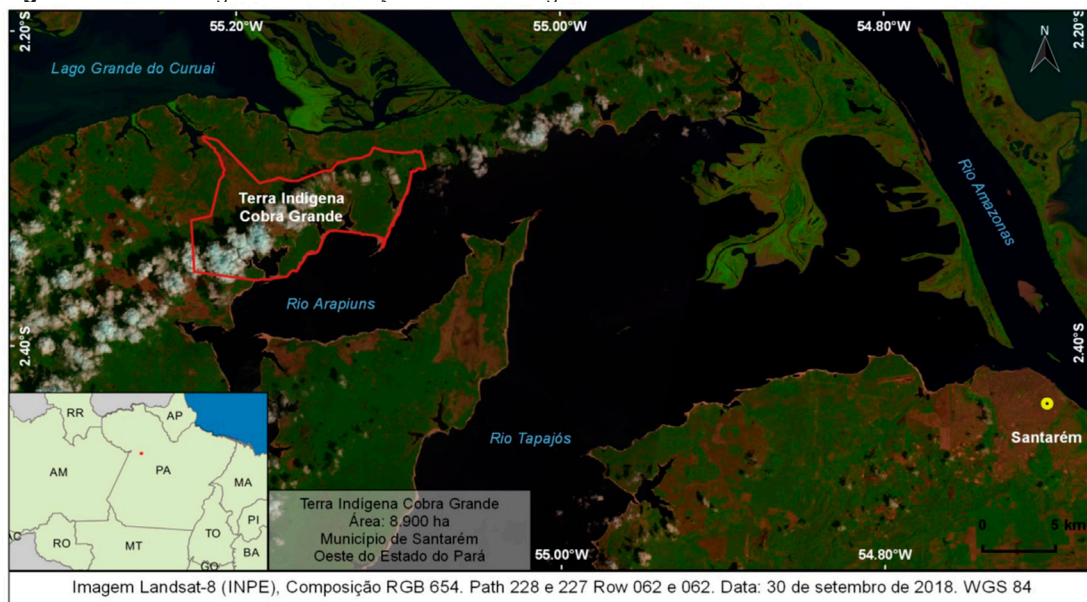 55.20°W
55.00°W
54.80°W
2.20°S
2.20°S
Lago Grande do Curuai
Terra Indígena
Cobra Grande
Rio Amazonas
Rio Arapiuns
2.40°S
2.40°S
Rio Tapajós
Santarém
RR
AP
AM
PA
MA
PI
TO
RO
MT
BA
GO
Terra Indígena Cobra Grande
Área: 8.900 ha
Município de Santarém
Oeste do Estado do Pará
0 5 km
55.00°W
54.80°W
Imagem Landsat-8 (INPE), Composição RGB 654. Path 228 e 227 Row 062 e 062. Data: 30 de setembro de 2018. WGS 84